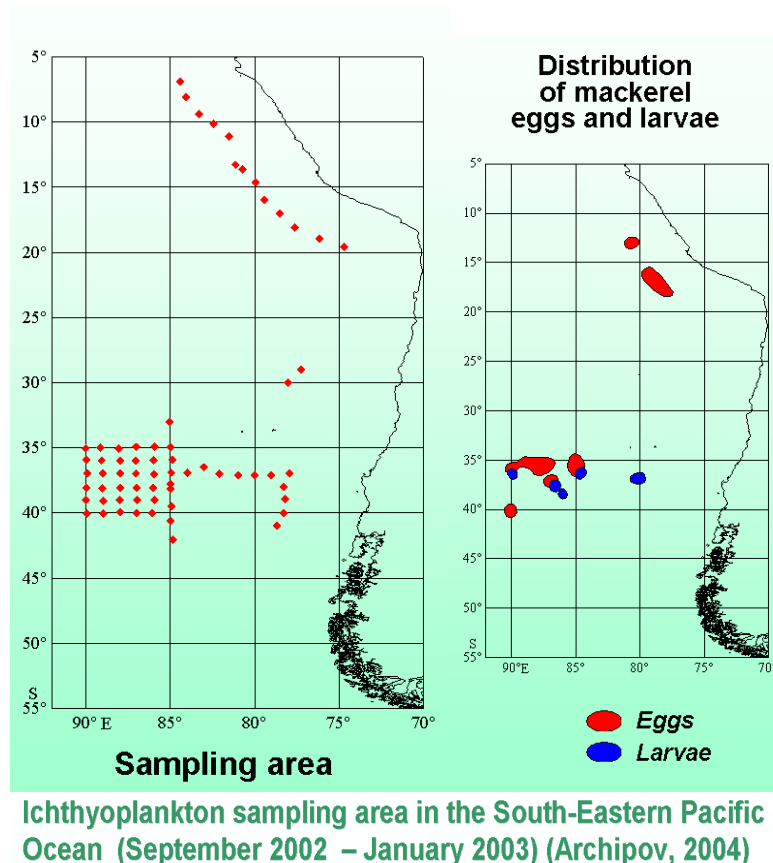 5°
10°
15°
20°
25°
30°
35°
40°
45°
50°
S
55°
90° E
85°
80°
75°
70°
Sampling area
Distribution
of mackerel
eggs and larvae
5°
10°
15°
20°
25°
30°
35°
40°
45°
50°
S
55°
90°E
85°
80°
75°
70°
Eggs
Larvae
Ichthyoplankton sampling area in the South-Eastern Pacific
Ocean (September 2002 – January 2003) (Archipov, 2004)